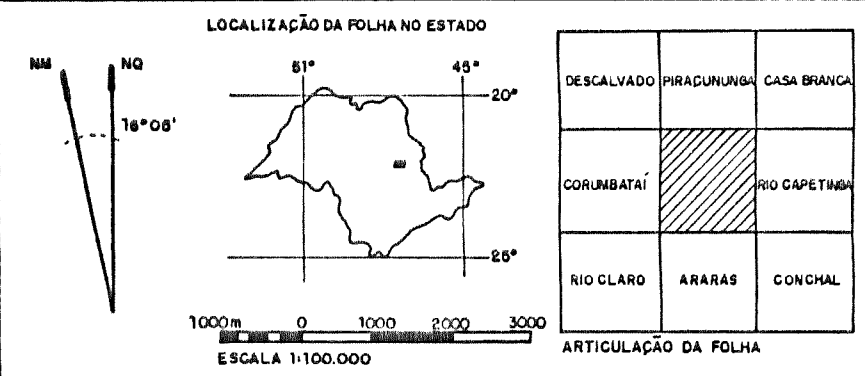 LOCALIZAÇÃO DA FOLHA NO ESTADO
NM NQ
16°06'
51° 45°
20°
25°
1000m 0 1000 2000 3000
ESCALA 1:100.000
DESCALVADO PIRAÇUNUNGA CASA BRANCA
CORUMBATAÍ RIO CAPETINGA
RIO CLARO ARARAS CONCHAL
ARTICULAÇÃO DA FOLHA